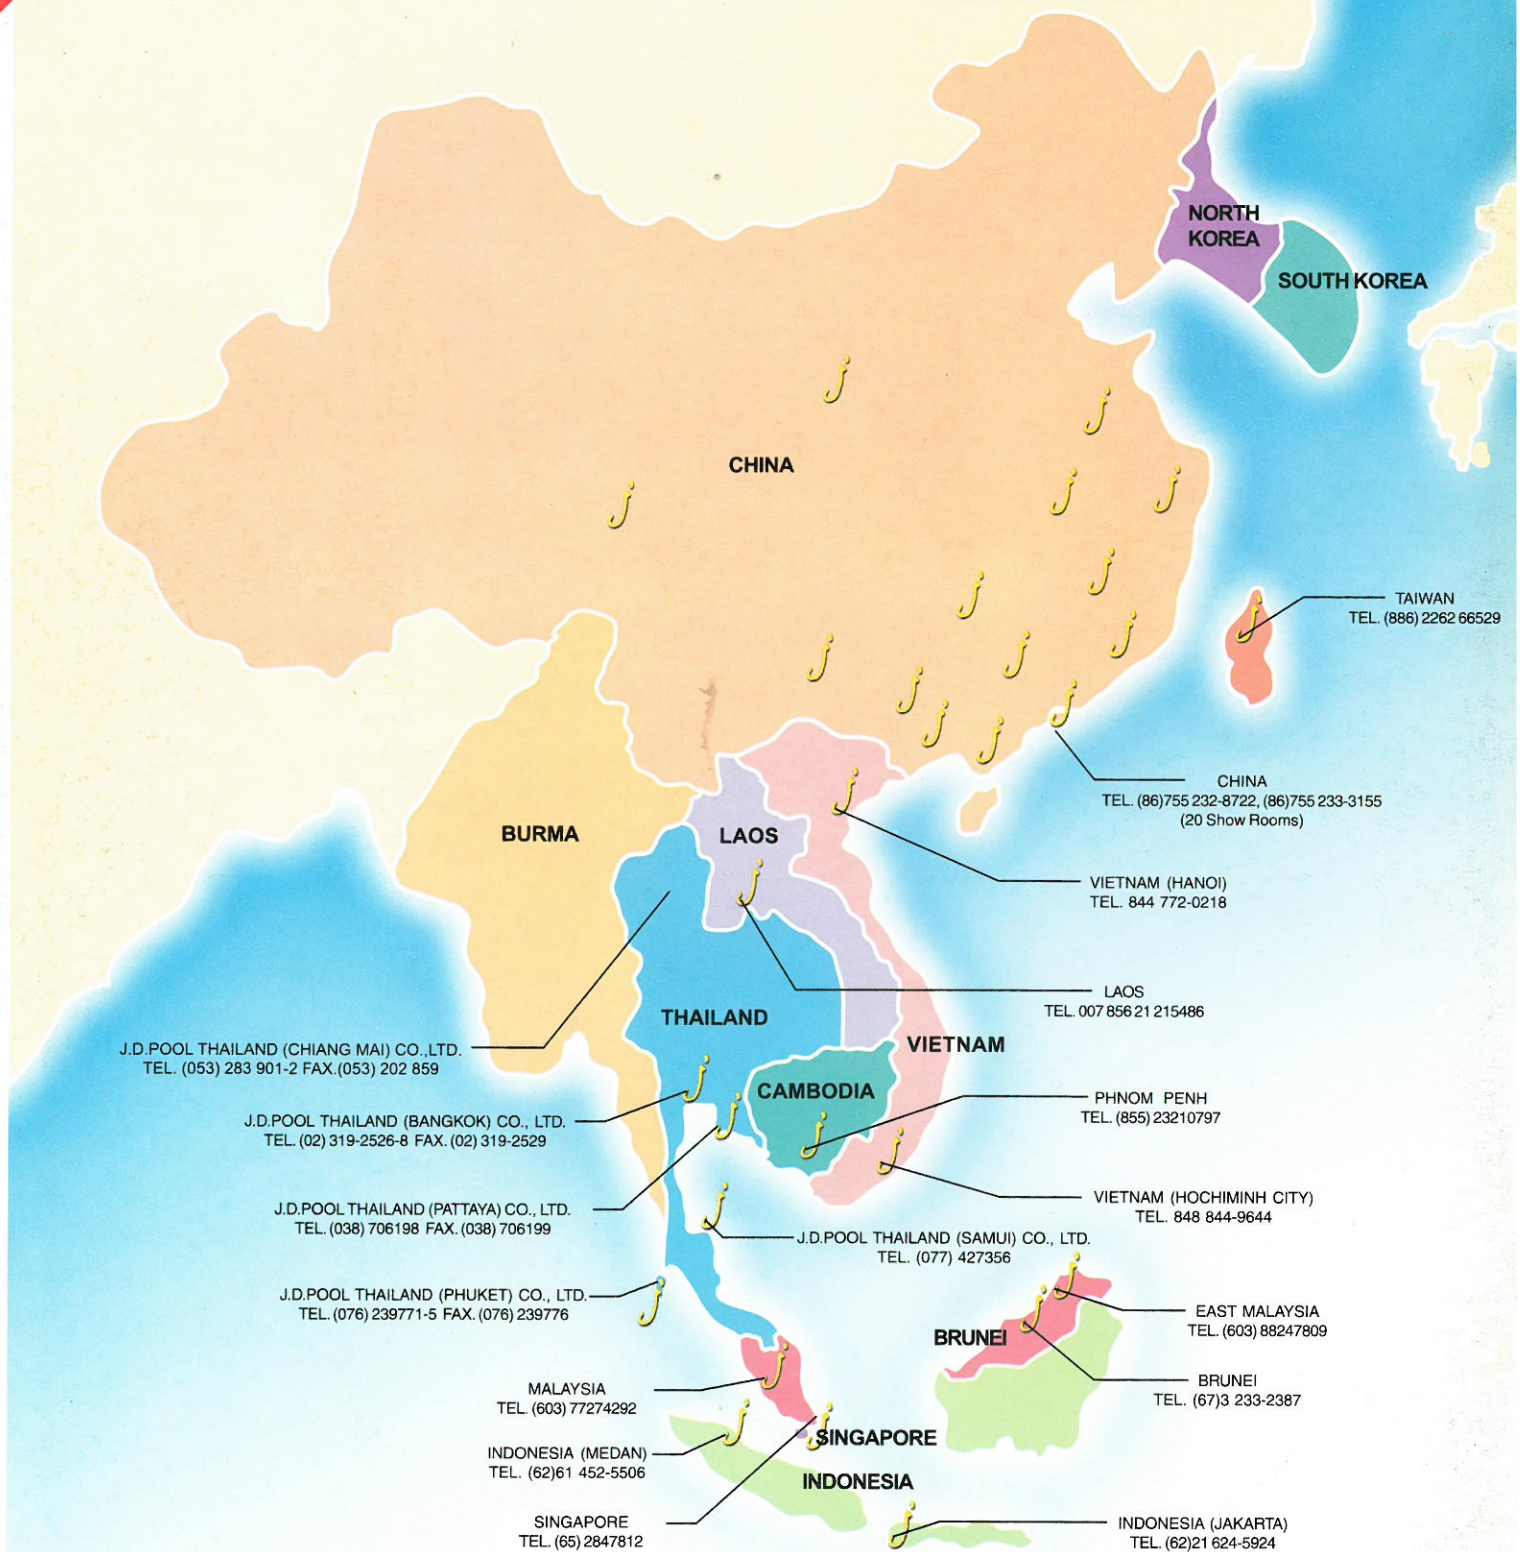 NORTH
KOREA
SOUTH KOREA
CHINA
TAIWAN
TEL. (886) 2262 66529
CHINA
TEL. (86)755 232-8722, (86)755 233-3155
(20 Show Rooms)
BURMA
LAOS
VIETNAM (HANOI)
TEL. 844 772-0218
LAOS
TEL. 007 856 21 215486
THAILAND
VIETNAM
J.D.POOL THAILAND (CHIANG MAI) CO.,LTD.
TEL. (053) 283 901-2 FAX.(053) 202 859
CAMBODIA
PHNOM PENH
TEL. (855) 23210797
J.D.POOL THAILAND (BANGKOK) CO., LTD.
TEL. (02) 319-2526-8 FAX. (02) 319-2529
J.D.POOL THAILAND (PATTAYA) CO., LTD.
TEL. (038) 706198 FAX. (038) 706199
VIETNAM (HOCHIMINH CITY)
TEL. 848 844-9644
J.D.POOL THAILAND (SAMUI) CO., LTD.
TEL. (077) 427356
J.D.POOL THAILAND (PHUKET) CO., LTD.
TEL. (076) 239771-5 FAX. (076) 239776
EAST MALAYSIA
TEL. (603) 88247809
BRUNEI
BRUNEI
TEL. (67)3 233-2387
MALAYSIA
TEL. (603) 77274292
SINGAPORE
INDONESIA (MEDAN)
TEL. (62)61 452-5506
INDONESIA
SINGAPORE
TEL. (65) 2847812
INDONESIA (JAKARTA)
TEL. (62)21 624-5924